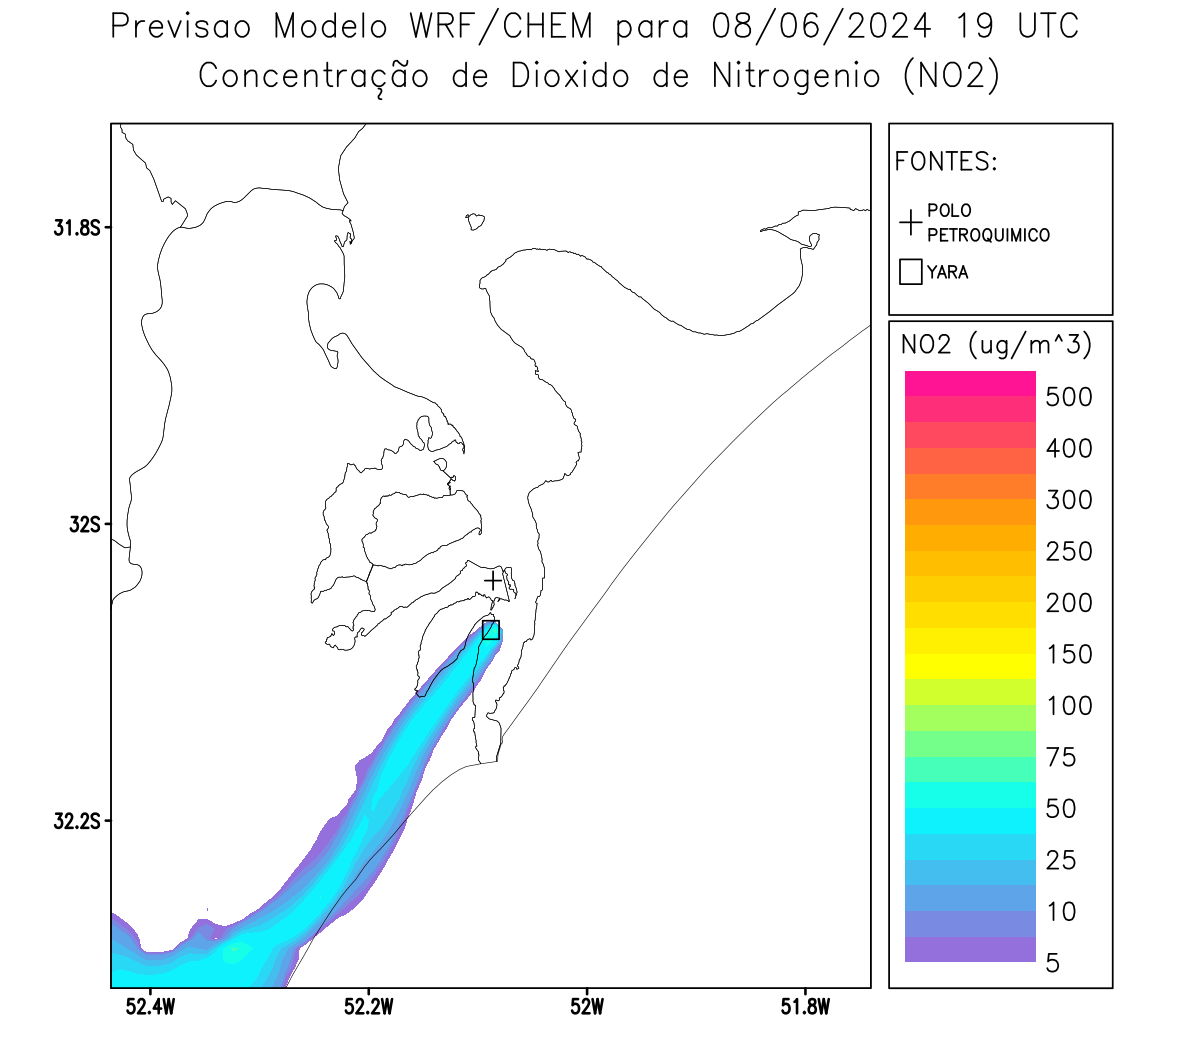 Previsao Modelo WRF/CHEM para 08/06/2024 19 UTC
Concentração de Dioxido de Nitrogenio (NO2)
FONTES:
POLO
PETROQUIMICO
YARA
NO2 (ug/m^3)
500
400
300
250
200
150
100
75
50
25
10
5
31.8S
32S
32.2S
52.4W
52.2W
52W
51.8W